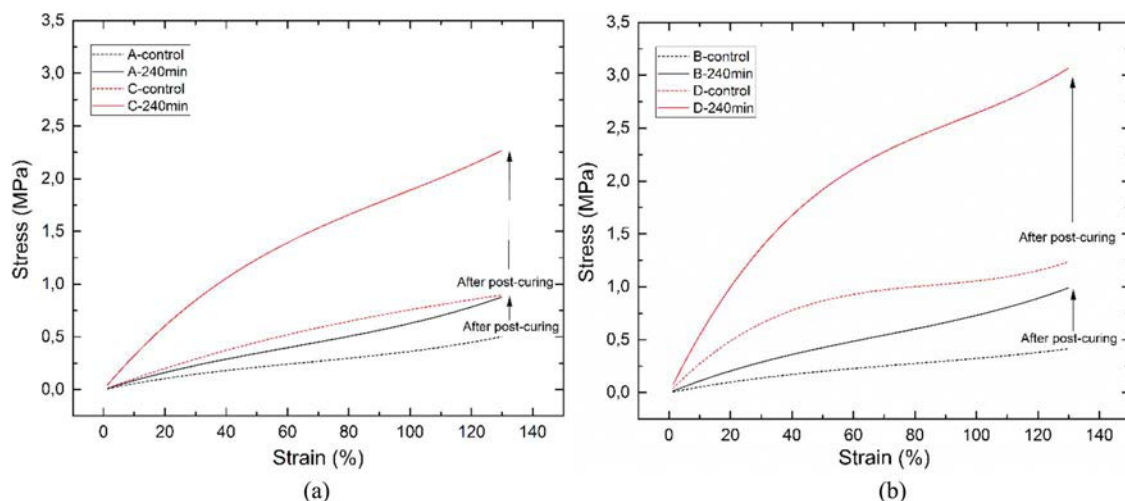 3,5
3,0
2,5
2,0
1,5
1,0
0,5
0,0
Stress (MPa)
A-control
A-240min
C-control
C-240min
After post-curing
After post-curing
0 20 40 60 80 100 120 140
Strain (%)
(a)
3,5
3,0
2,5
2,0
1,5
1,0
0,5
0,0
Stress (MPa)
B-control
B-240min
D-control
D-240min
After post-curing
After post-curing
0 20 40 60 80 100 120 140
Strain (%)
(b)